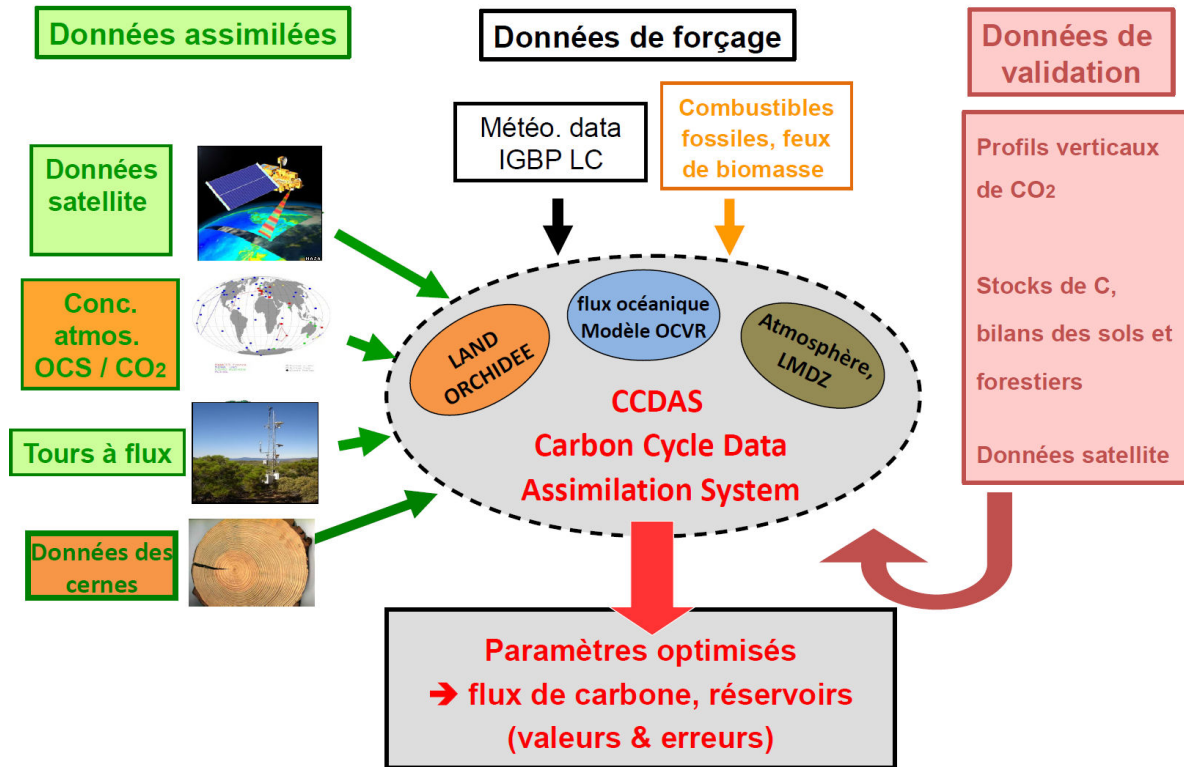 Données assimilées
Données de forçage
Données de
validation
Météo. data
IGBP LC
Combustibles
fossiles, feux
de biomasse
Données
satellite
Conc.
atmos.
OCS / CO2
Tours à flux
Données des
cernes
LAND
ORCHIDEE
flux océanique
Modèle OCVR
Atmosphère,
LMDZ
CCDAS
Carbon Cycle Data
Assimilation System
Profils verticaux
de CO2
Stocks de C,
bilans des sols et
forestiers
Données satellite
Paramètres optimisés
➔ flux de carbone, réservoirs
(valeurs & erreurs)